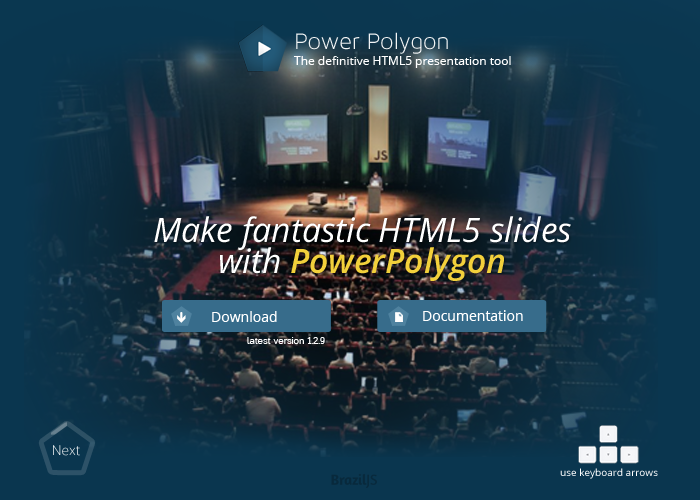 Power Polygon
The definitive HTML5 presentation tool
JS
Make fantastic HTML5 slides
with PowerPolygon
Download
Documentation
latest version 1.2.9
Next
use keyboard arrows
BrazilJS